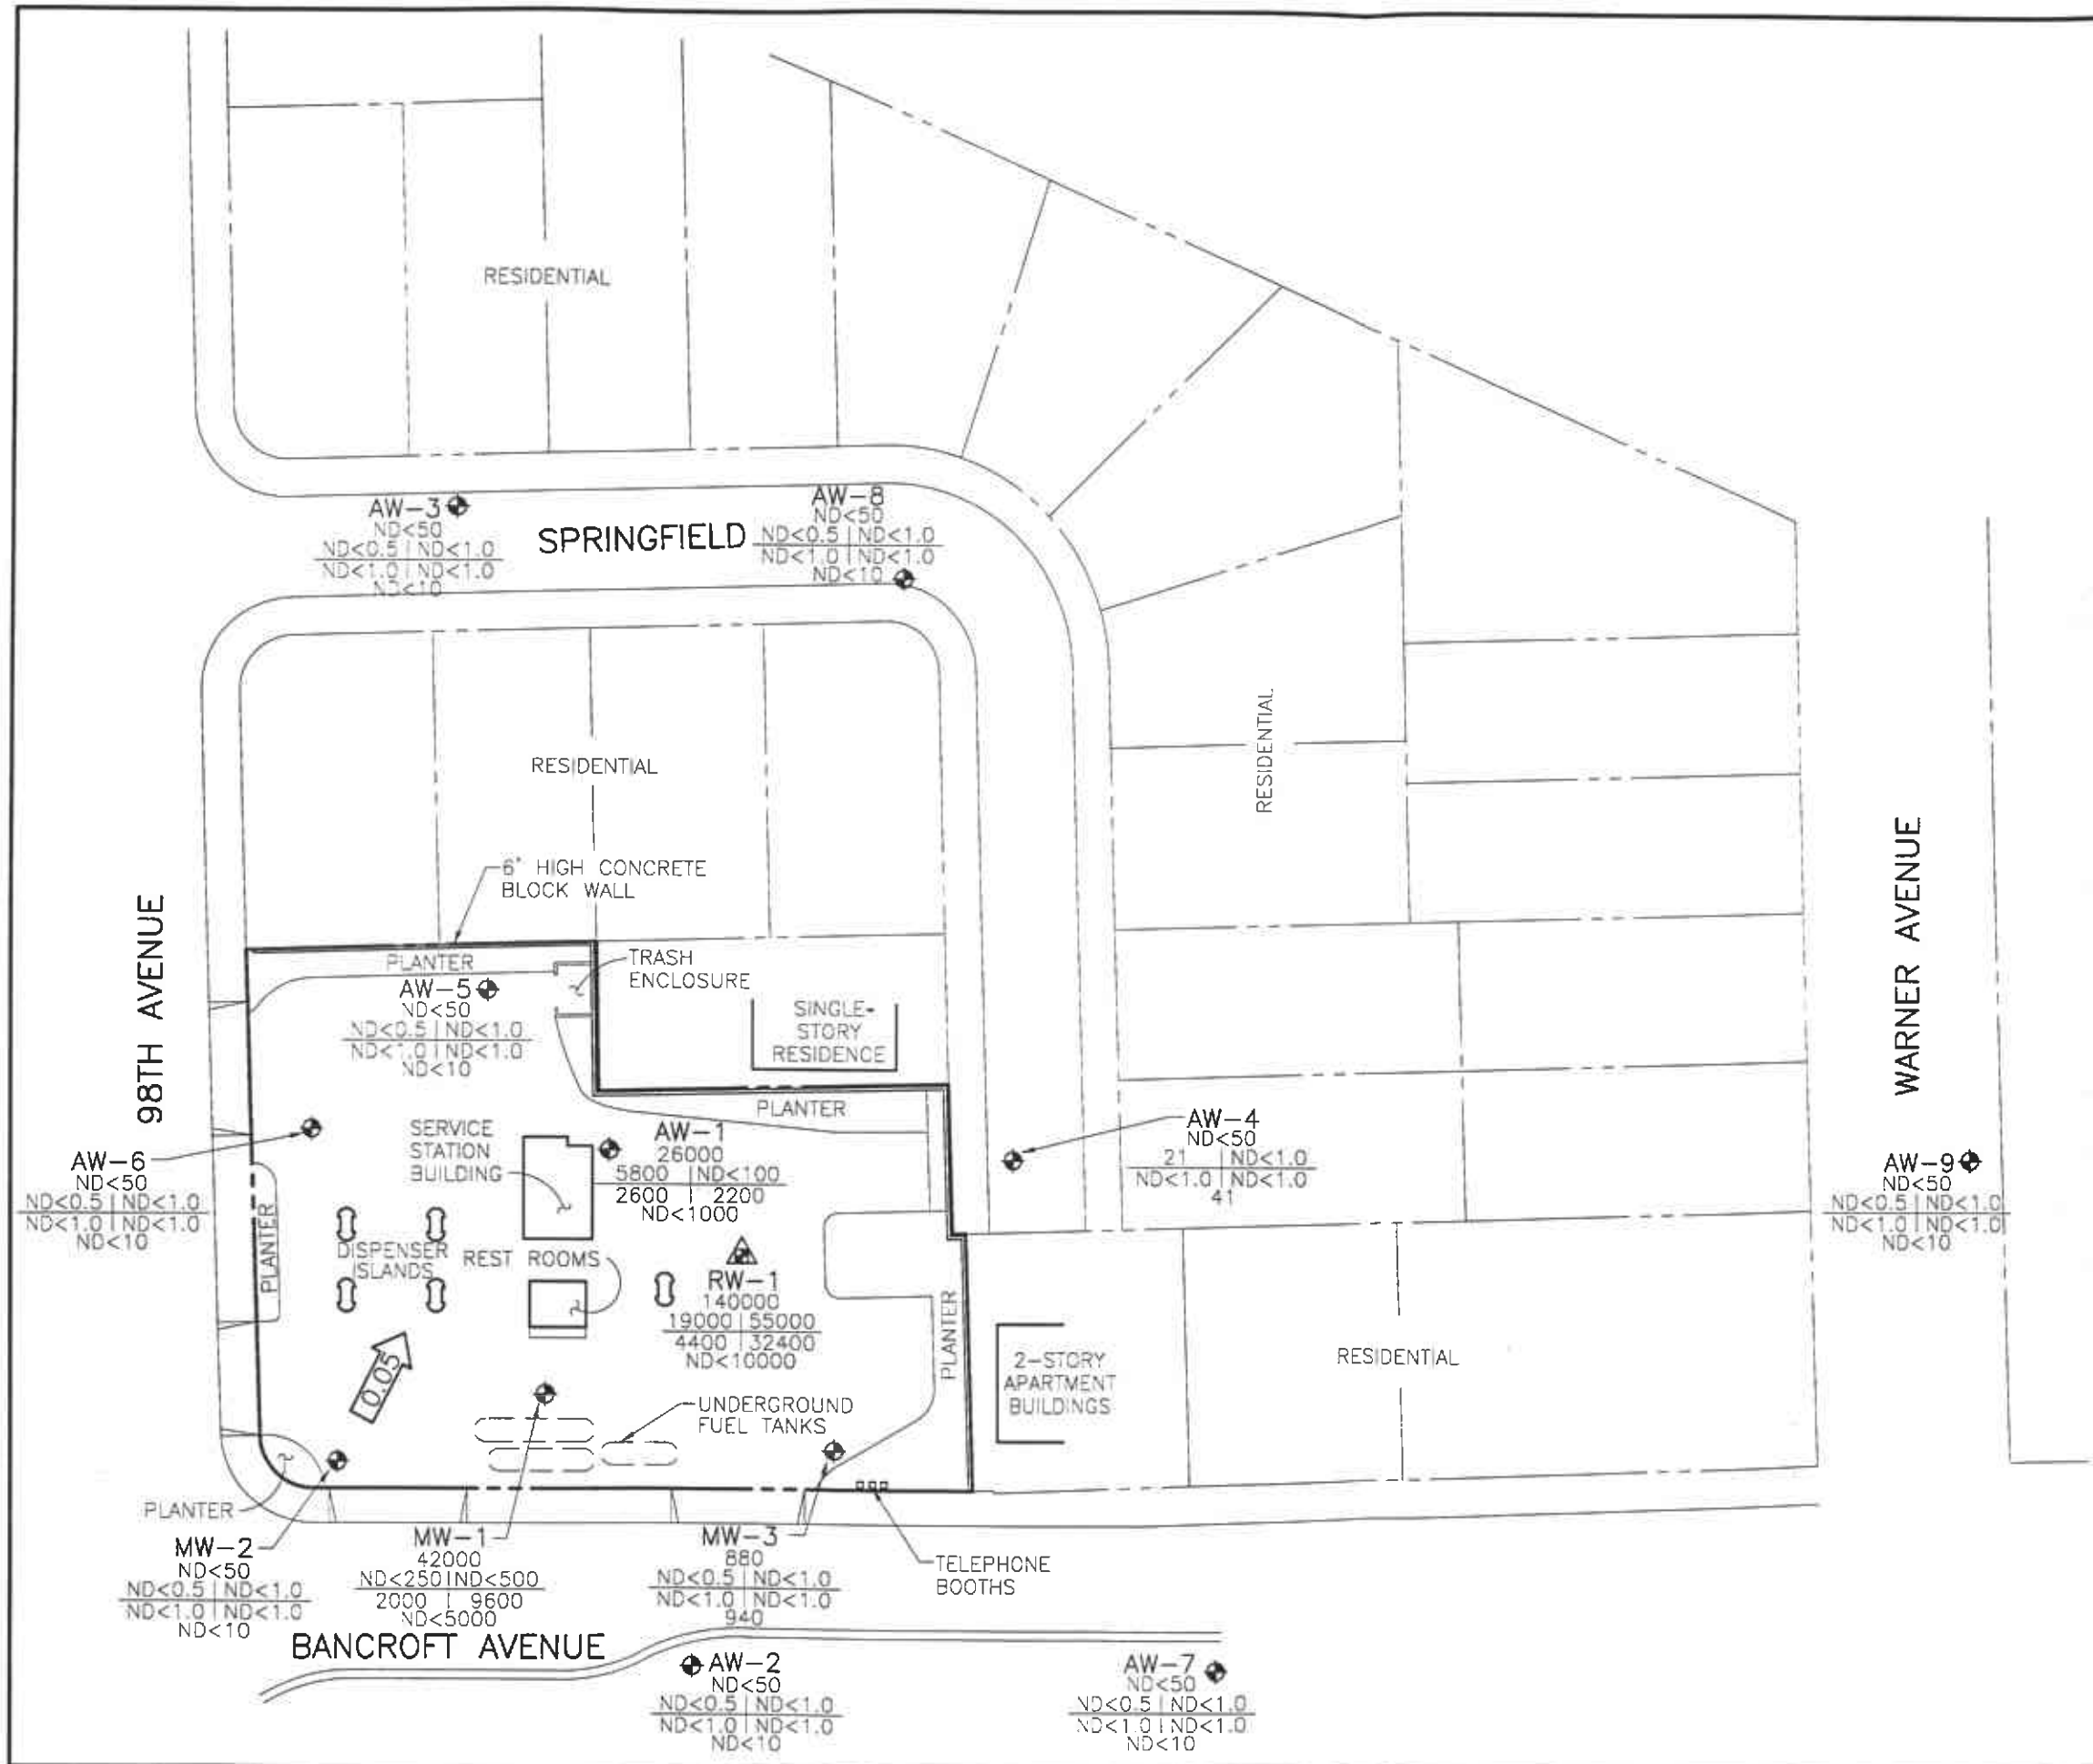 RESIDENTIAL
AW-3
ND<50
ND<0.5 | ND<1.0
ND<1.0 | ND<1.0
ND<10
SPRINGFIELD
AW-8
ND<50
ND<0.5 | ND<1.0
ND<1.0 | ND<1.0
ND<10
RESIDENTIAL
RESIDENTIAL
6" HIGH CONCRETE
BLOCK WALL
98TH AVENUE
WARNER AVENUE
PLANTER
TRASH
ENCLOSURE
AW-5
ND<50
ND<0.5 | ND<1.0
ND<1.0 | ND<1.0
ND<10
SINGLE-
STORY
RESIDENCE
PLANTER
AW-6
ND<50
ND<0.5 | ND<1.0
ND<1.0 | ND<1.0
ND<10
SERVICE
STATION
BUILDING
AW-1
26000
5800 | ND<100
2600 | 2200
ND<1000
AW-4
ND<50
21 | ND<1.0
ND<1.0 | ND<1.0
41
AW-9
ND<50
ND<0.5 | ND<1.0
ND<1.0 | ND<1.0
ND<10
PLANTER
DISPENSER
ISLANDS
REST ROOMS
RW-1
140000
19000 | 55000
4400 | 32400
ND<10000
PLANTER
0.05
2-STORY
APARTMENT
BUILDINGS
RESIDENTIAL
UNDERGROUND
FUEL TANKS
PLANTER
MW-2
ND<50
ND<0.5 | ND<1.0
ND<1.0 | ND<1.0
ND<10
MW-1
42000
ND<250 | ND<500
2000 | 9600
ND<5000
MW-3
880
ND<0.5 | ND<1.0
ND<1.0 | ND<1.0
940
TELEPHONE
BOOTHS
BANCROFT AVENUE
AW-2
ND<50
ND<0.5 | ND<1.0
ND<1.0 | ND<1.0
ND<10
AW-7
ND<50
ND<0.5 | ND<1.0
ND<1.0 | ND<1.0
ND<10